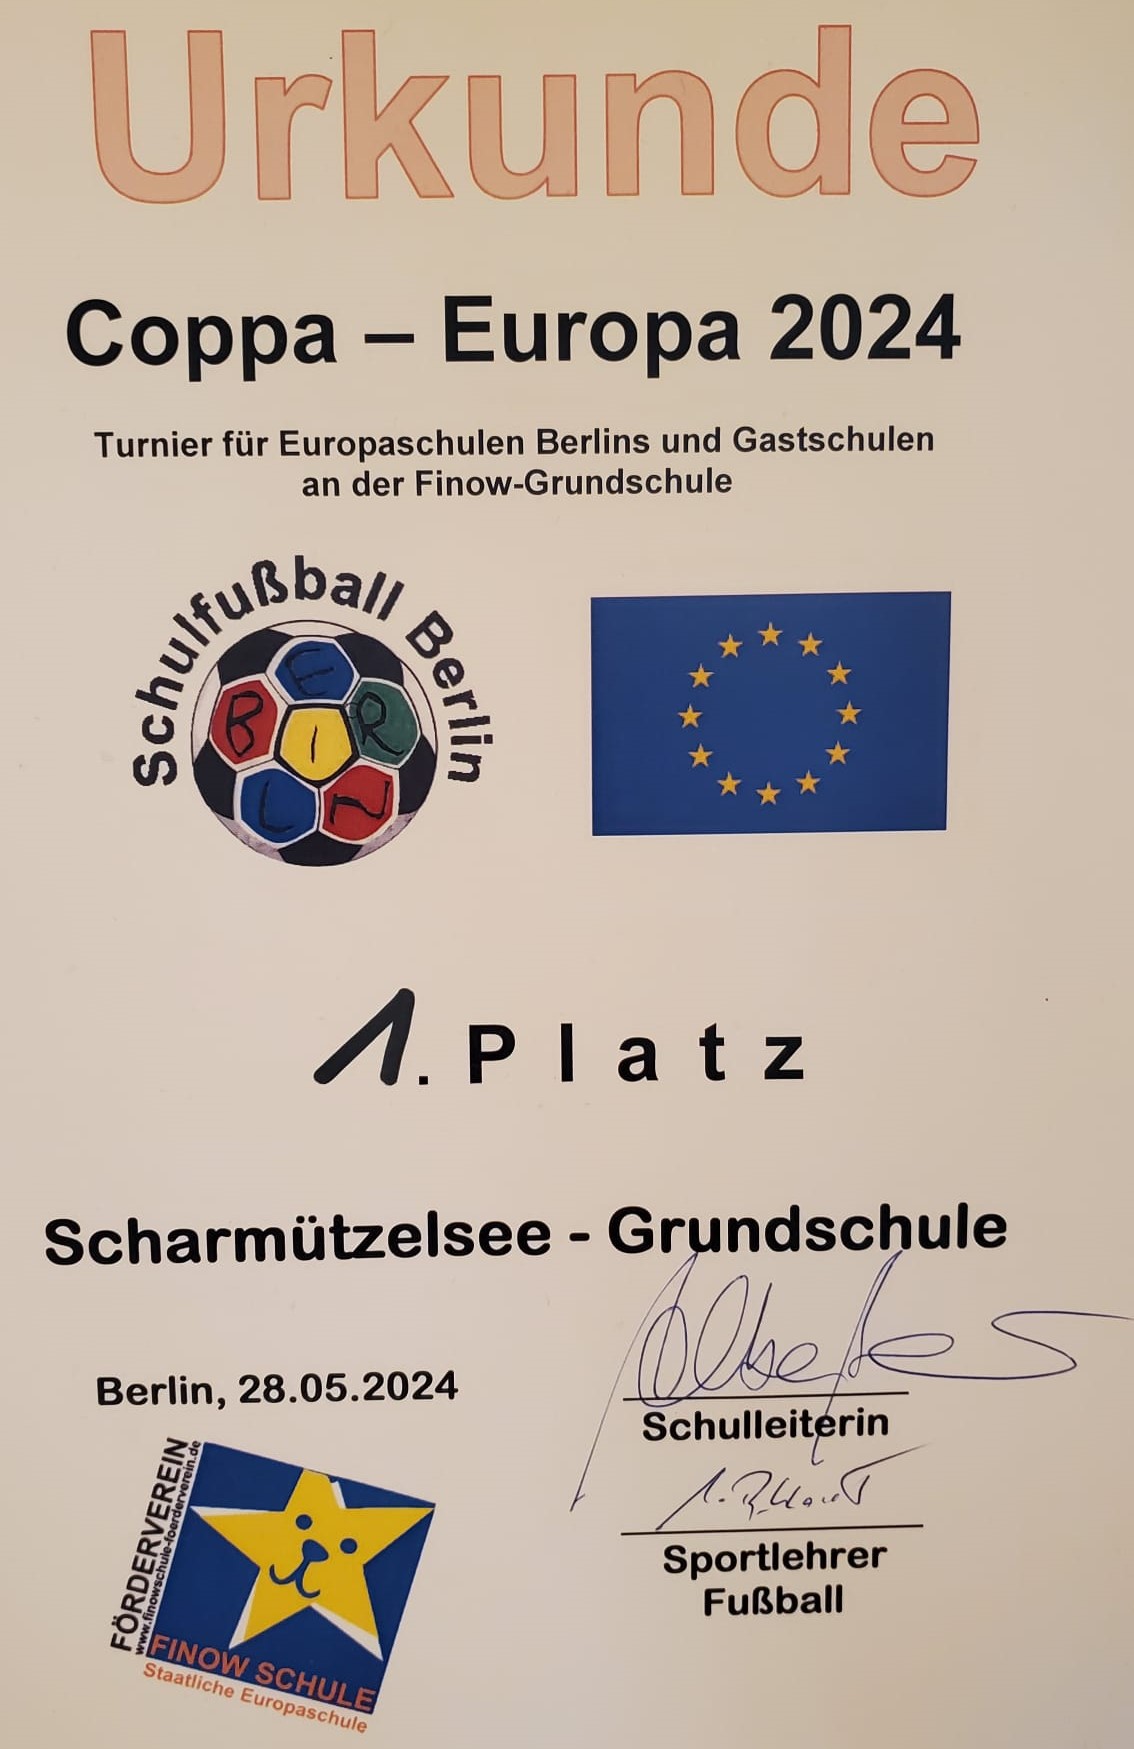 Urkunde
Coppa – Europa 2024
Turnier für Europaschulen Berlins und Gastschulen
an der Finow-Grundschule
Schulfußball Berlin
BERLIN
1. Platz
Scharmützelsee - Grundschule
Berlin, 28.05.2024
Schulleiterin
Sportlehrer
Fußball
FÖRDERVEREIN
www.finowschule-foerderverein.de
FINOW SCHULE
Staatliche Europaschule